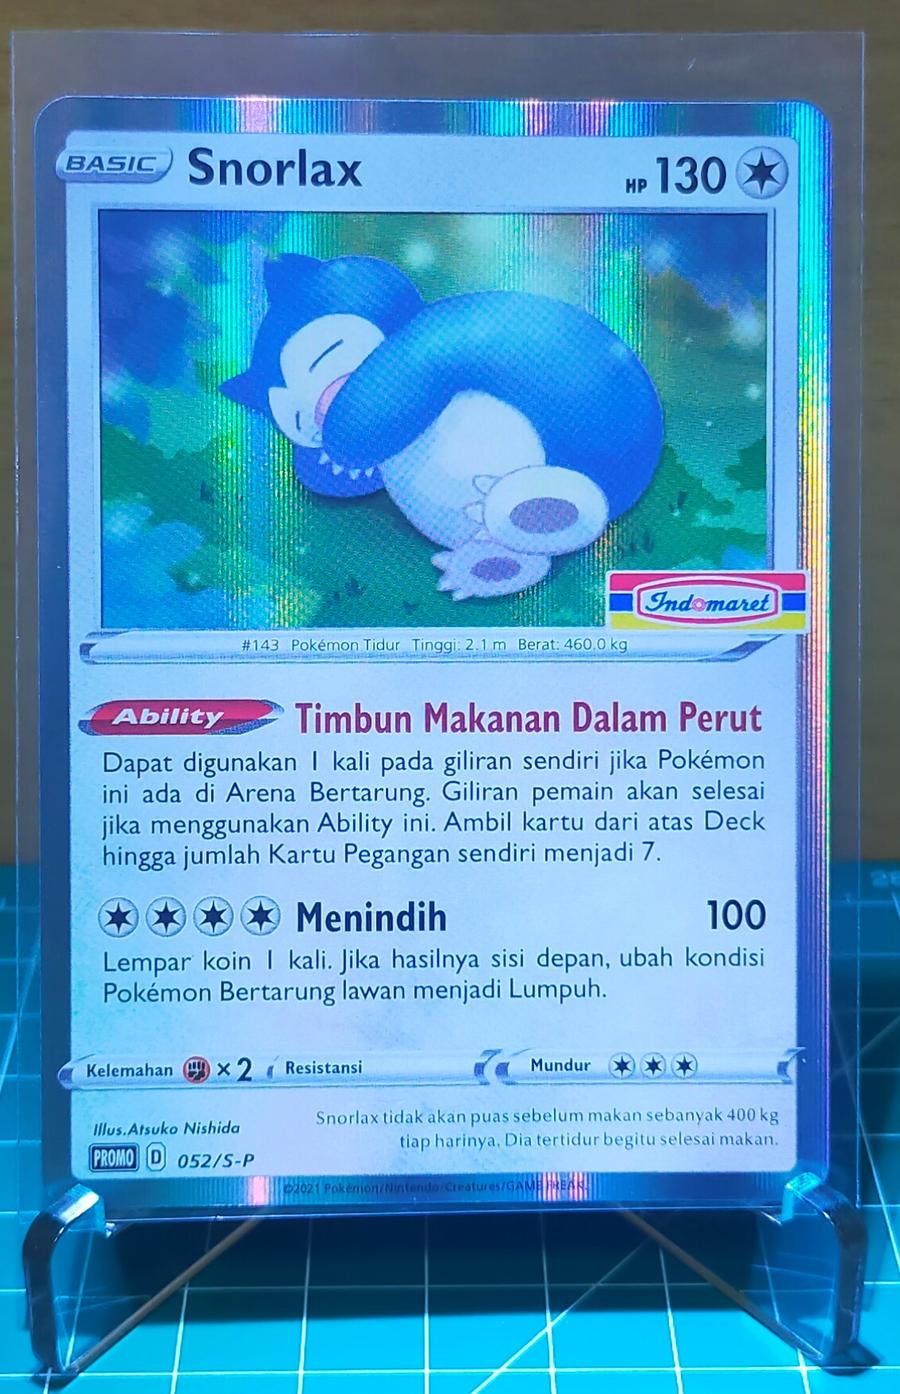 BASIC Snorlax HP 130
Indomaret
#143 Pokémon Tidur Tinggi: 2.1 m Berat: 460.0 kg
Ability Timbun Makanan Dalam Perut
Dapat digunakan 1 kali pada giliran sendiri jika Pokémon
ini ada di Arena Bertarung. Giliran pemain akan selesai
jika menggunakan Ability ini. Ambil kartu dari atas Deck
hingga jumlah Kartu Pegangan sendiri menjadi 7.
Menindih 100
Lempar koin 1 kali. Jika hasilnya sisi depan, ubah kondisi
Pokémon Bertarung lawan menjadi Lumpuh.
Kelemahan ×2 Resistansi Mundur
Illus. Atsuko Nishida
Snorlax tidak akan puas sebelum makan sebanyak 400 kg
tiap harinya. Dia tertidur begitu selesai makan.
PROMO D 052/S-P
©2021 Pokémon/Nintendo/Creatures/GAME FREAK.